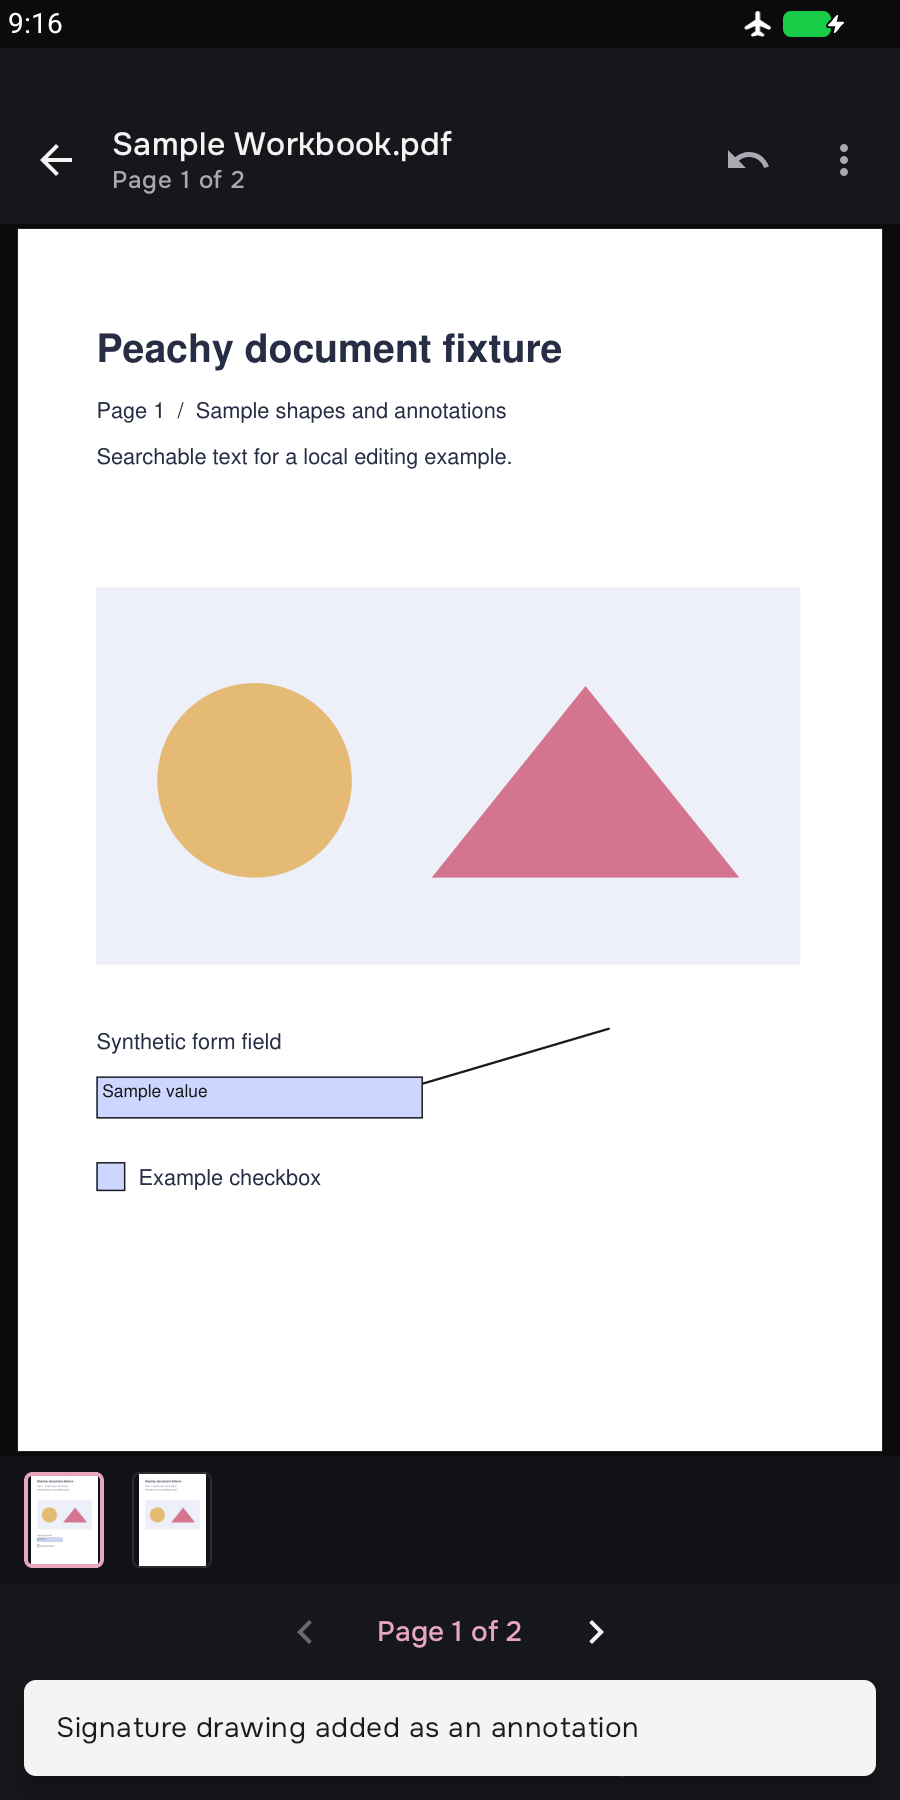 9:16
Sample Workbook.pdf
Page 1 of 2
Peachy document fixture
Page 1 / Sample shapes and annotations
Searchable text for a local editing example.
Synthetic form field
Sample value
Example checkbox
Page 1 of 2
Signature drawing added as an annotation